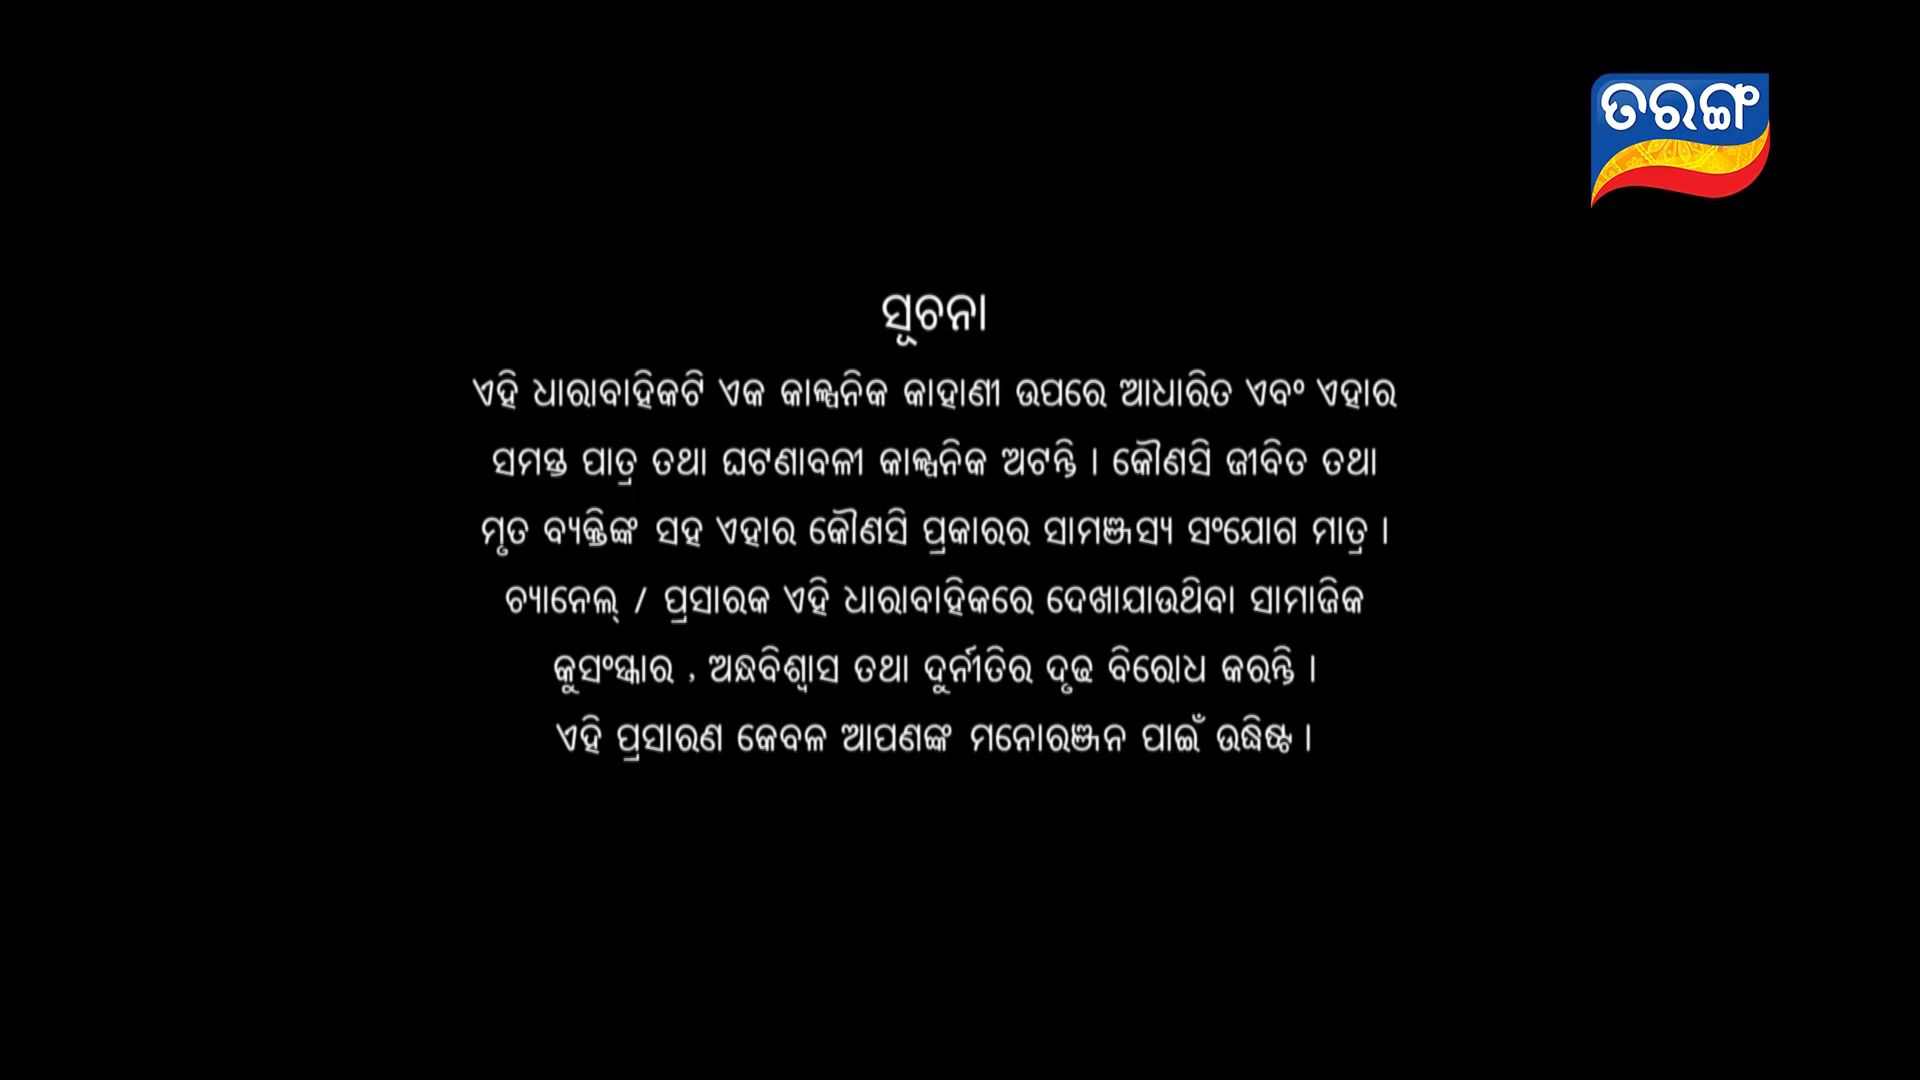 ତରଙ୍ଗ
ସୂଚନା
ଏହି ଧାରାବାହିକଟି ଏକ କାଳ୍ପନିକ କାହାଣୀ ଉପରେ ଆଧାରିତ ଏବଂ ଏହାର
ସମସ୍ତ ପାତ୍ର ତଥା ଘଟଣାବଳୀ କାଳ୍ପନିକ ଅଟନ୍ତି । କୌଣସି ଜୀବିତ ତଥା
ମୃତ ବ୍ୟକ୍ତିଙ୍କ ସହ ଏହାର କୌଣସି ପ୍ରକାରର ସାମଞ୍ଜସ୍ୟ ସଂଯୋଗ ମାତ୍ର ।
ଚ୍ୟାନେଲ୍ / ପ୍ରସାରକ ଏହି ଧାରାବାହିକରେ ଦେଖାଯାଉଥିବା ସାମାଜିକ
କୁସଂସ୍କାର , ଅନ୍ଧବିଶ୍ୱାସ ତଥା ଦୁର୍ନୀତିର ଦୃଢ ବିରୋଧ କରନ୍ତି ।
ଏହି ପ୍ରସାରଣ କେବଳ ଆପଣଙ୍କ ମନୋରଞ୍ଜନ ପାଇଁ ଉଦ୍ଧିଷ୍ଟ ।